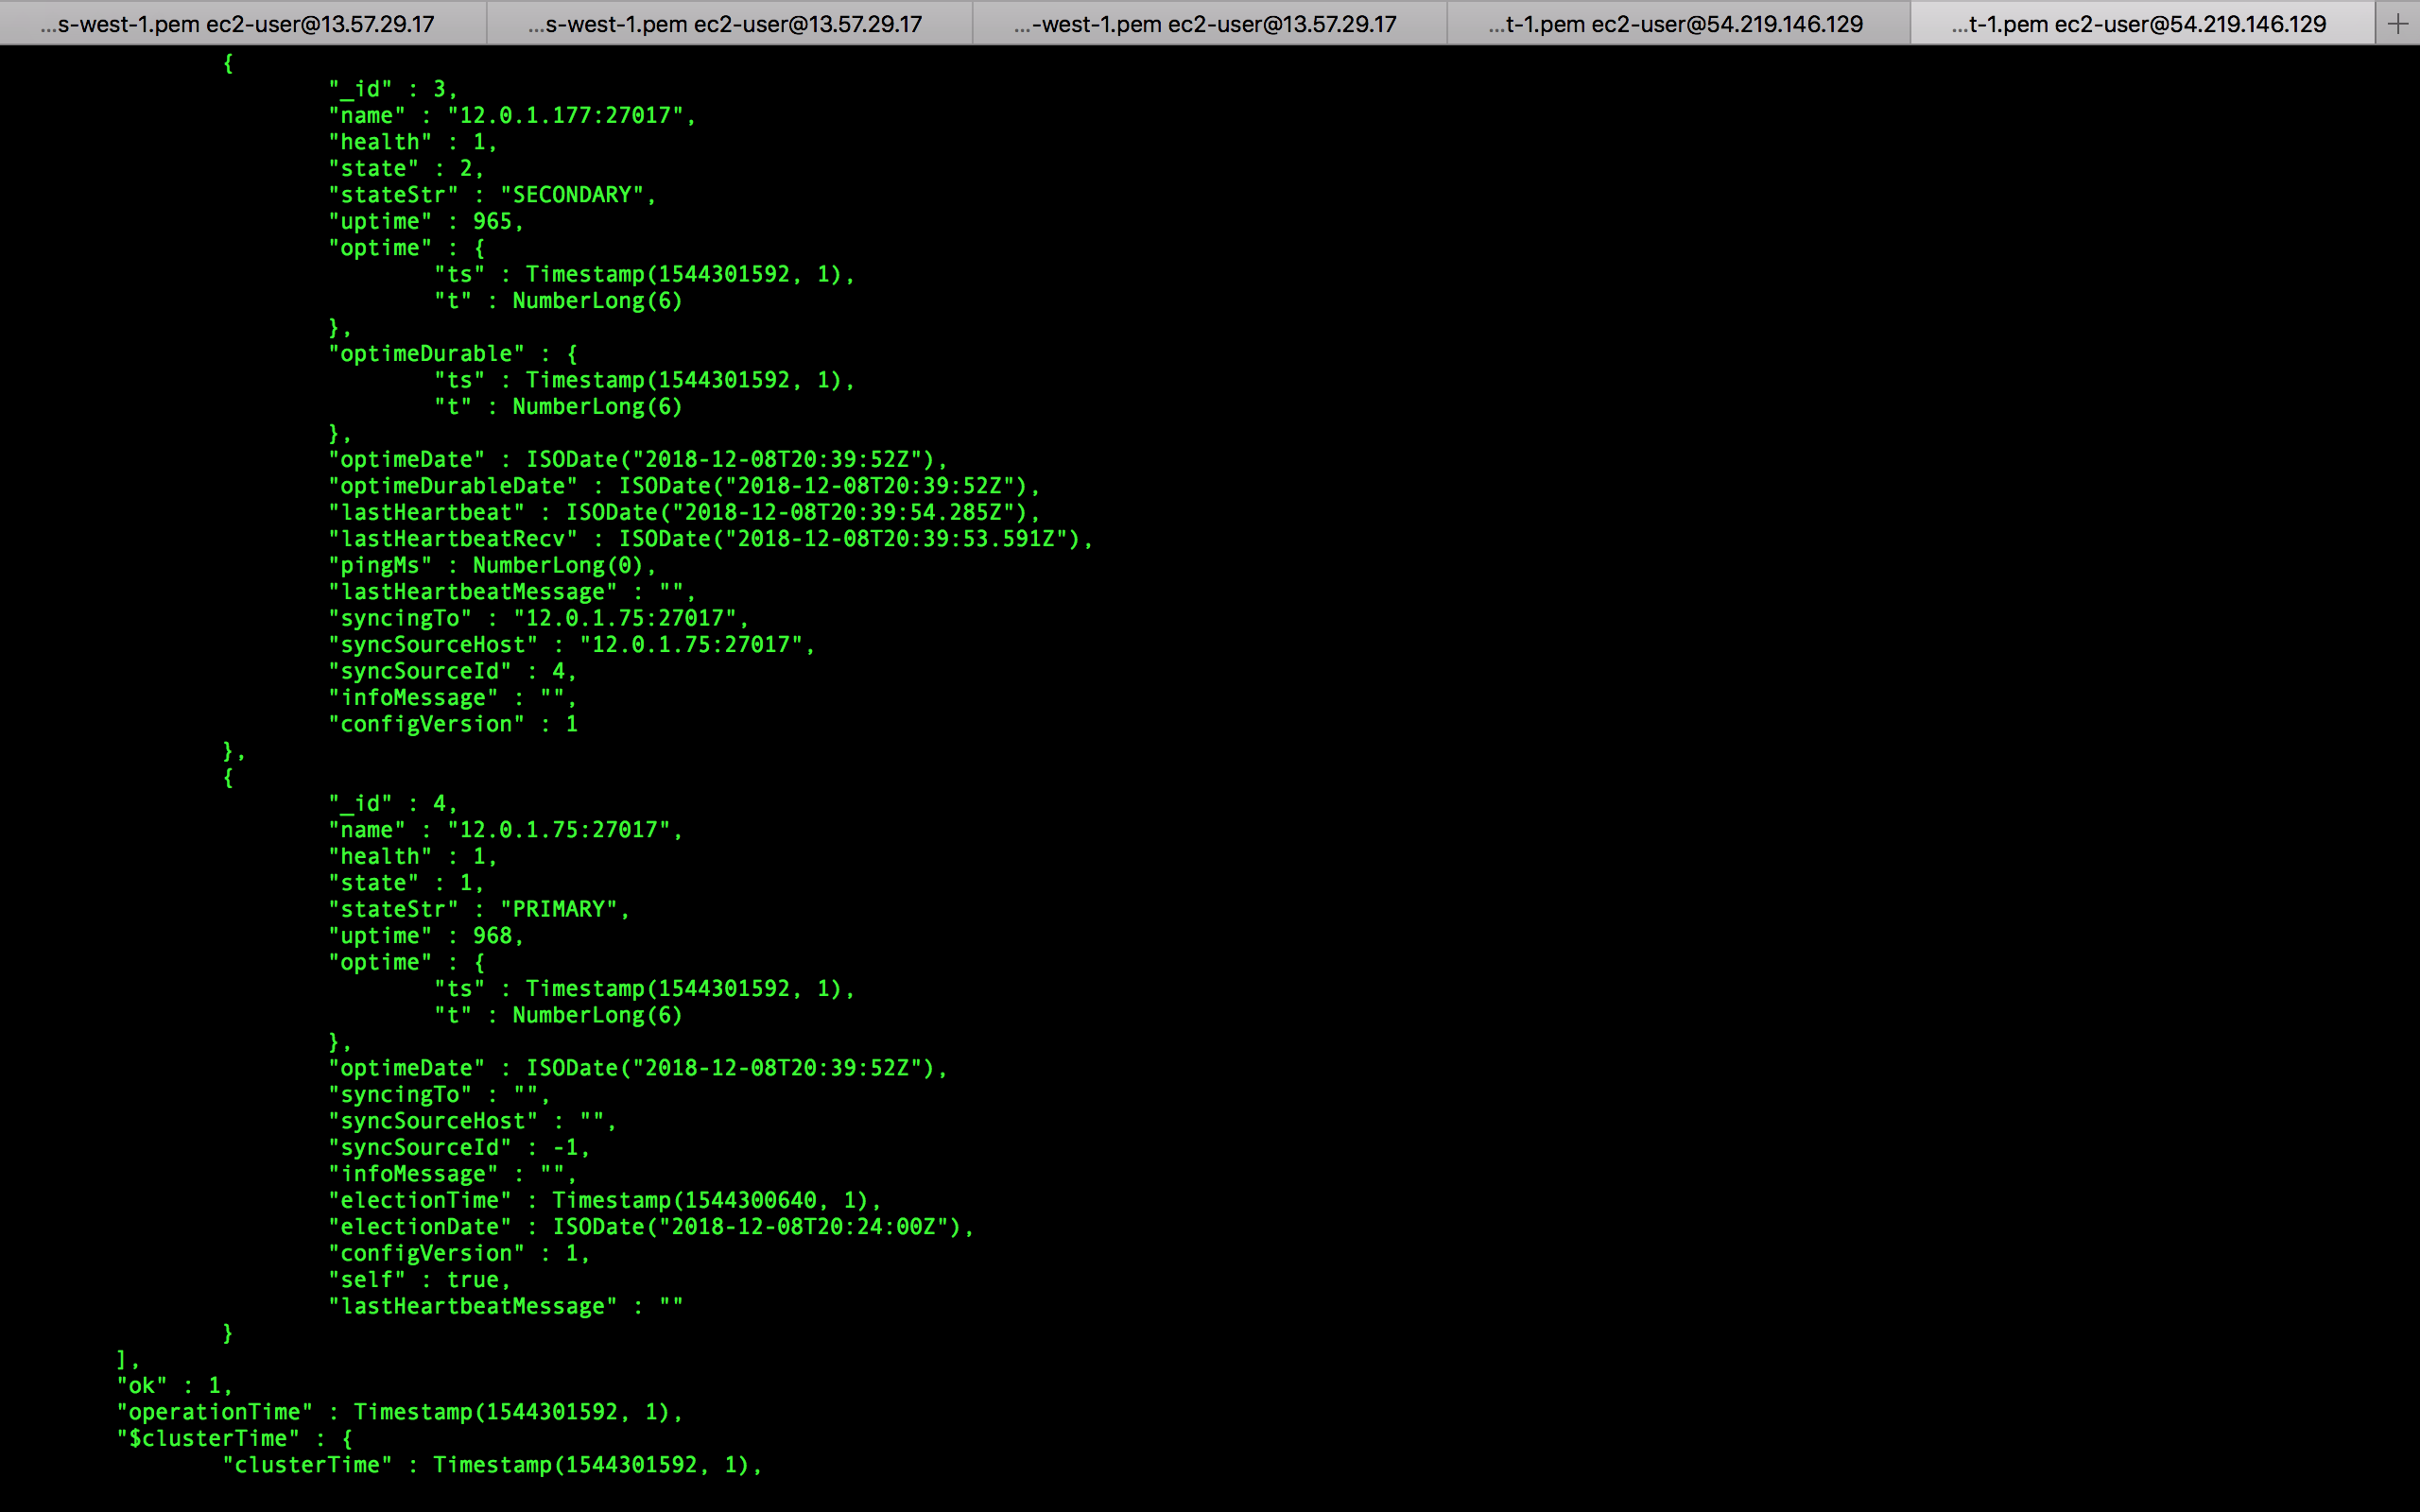 ...s-west-1.pem ec2-user@13.57.29.17 ...s-west-1.pem ec2-user@13.57.29.17 ...-west-1.pem ec2-user@13.57.29.17 ...t-1.pem ec2-user@54.219.146.129 ...t-1.pem ec2-user@54.219.146.129 +
{
"_id" : 3,
"name" : "12.0.1.177:27017",
"health" : 1,
"state" : 2,
"stateStr" : "SECONDARY",
"uptime" : 965,
"optime" : {
"ts" : Timestamp(1544301592, 1),
"t" : NumberLong(6)
},
"optimeDurable" : {
"ts" : Timestamp(1544301592, 1),
"t" : NumberLong(6)
},
"optimeDate" : ISODate("2018-12-08T20:39:52Z"),
"optimeDurableDate" : ISODate("2018-12-08T20:39:52Z"),
"lastHeartbeat" : ISODate("2018-12-08T20:39:54.285Z"),
"lastHeartbeatRecv" : ISODate("2018-12-08T20:39:53.591Z"),
"pingMs" : NumberLong(0),
"lastHeartbeatMessage" : "",
"syncingTo" : "12.0.1.75:27017",
"syncSourceHost" : "12.0.1.75:27017",
"syncSourceId" : 4,
"infoMessage" : "",
"configVersion" : 1
},
{
"_id" : 4,
"name" : "12.0.1.75:27017",
"health" : 1,
"state" : 1,
"stateStr" : "PRIMARY",
"uptime" : 968,
"optime" : {
"ts" : Timestamp(1544301592, 1),
"t" : NumberLong(6)
},
"optimeDate" : ISODate("2018-12-08T20:39:52Z"),
"syncingTo" : "",
"syncSourceHost" : "",
"syncSourceId" : -1,
"infoMessage" : "",
"electionTime" : Timestamp(1544300640, 1),
"electionDate" : ISODate("2018-12-08T20:24:00Z"),
"configVersion" : 1,
"self" : true,
"lastHeartbeatMessage" : ""
}
],
"ok" : 1,
"operationTime" : Timestamp(1544301592, 1),
"$clusterTime" : {
"clusterTime" : Timestamp(1544301592, 1),